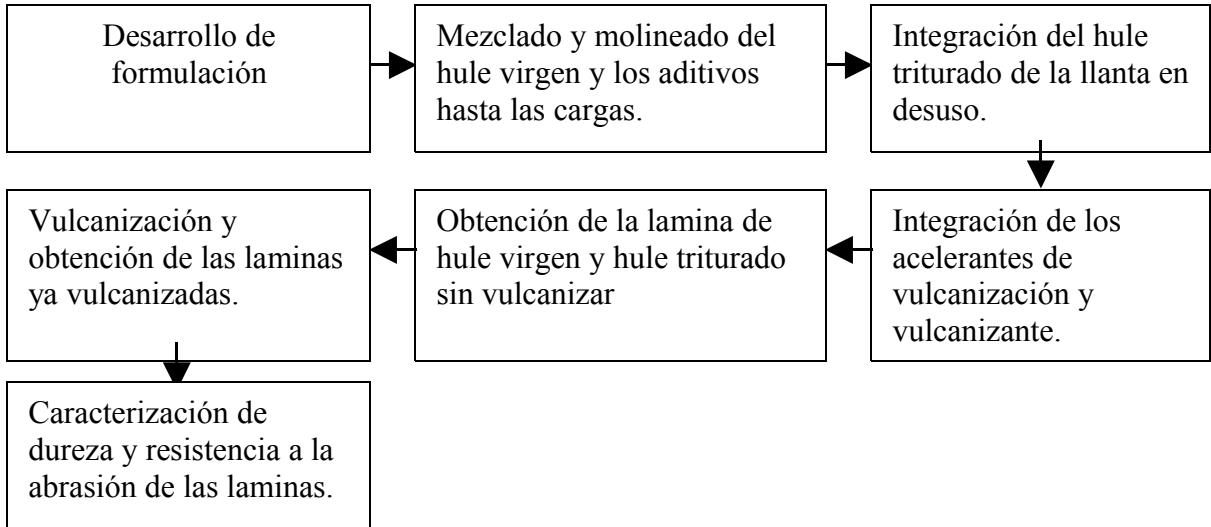 Desarrollo de
formulación
Mezclado y molineado del
hule virgen y los aditivos
hasta las cargas.
Integración del hule
triturado de la llanta en
desuso.
Integración de los
acelerantes de
vulcanización y
vulcanizante.
Obtención de la lamina de
hule virgen y hule triturado
sin vulcanizar
Vulcanización y
obtención de las laminas
ya vulcanizadas.
Caracterización de
dureza y resistencia a la
abrasión de las laminas.